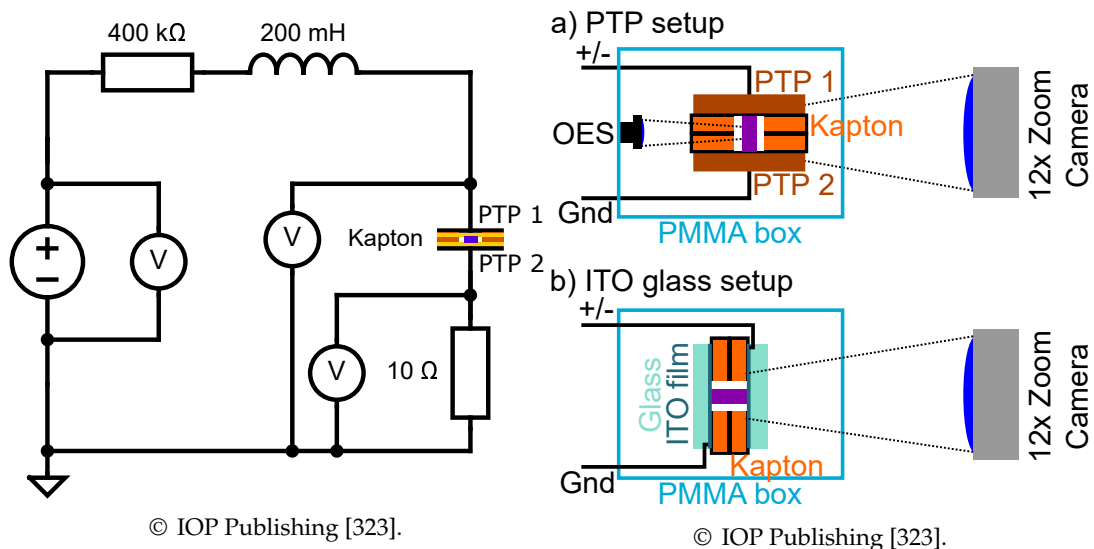 400 kΩ
200 mH
+
−
V
V
V
Kapton
PTP 1
PTP 2
10 Ω
© IOP Publishing [323].
a) PTP setup
+/-
PTP 1
OES
Kapton
PTP 2
Gnd
PMMA box
12x Zoom
Camera
b) ITO glass setup
+/-
Glass
ITO film
Kapton
Gnd
PMMA box
12x Zoom
Camera
© IOP Publishing [323].